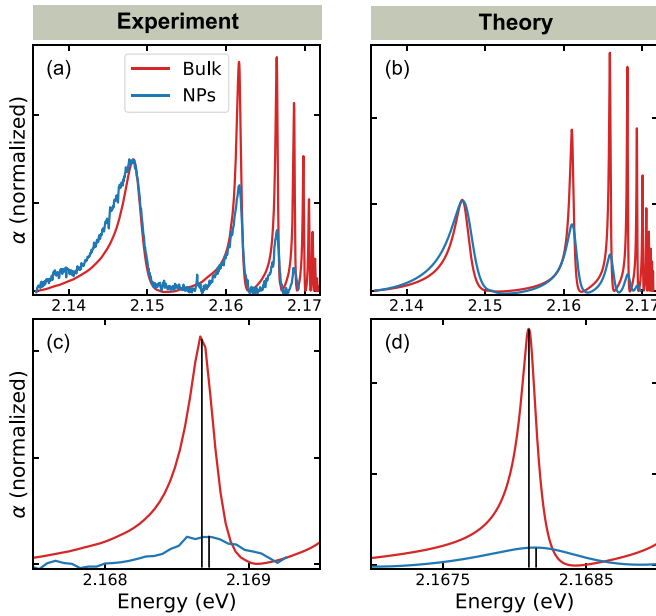 Experiment
Theory
(a)
Bulk
NPs
(b)
α (normalized)
2.14 2.15 2.16 2.17
2.14 2.15 2.16 2.17
(c)
(d)
α (normalized)
2.168 2.169
2.1675 2.1685
Energy (eV)
Energy (eV)